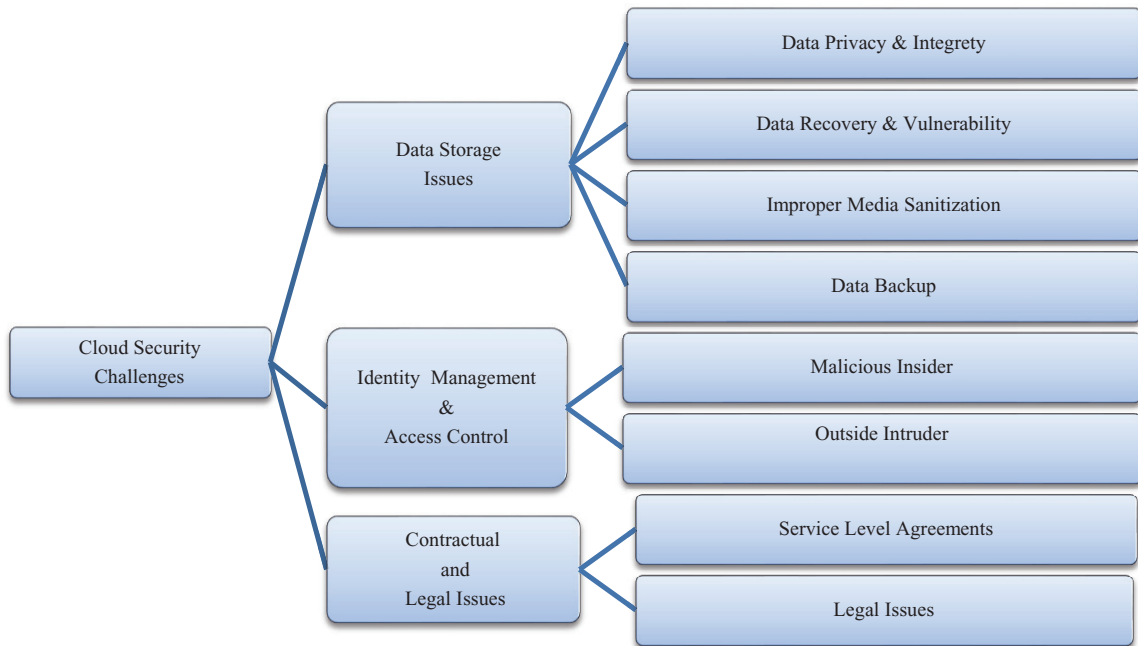 Cloud Security
Challenges
Data Storage
Issues
Data Privacy & Integrety
Data Recovery & Vulnerability
Improper Media Sanitization
Data Backup
Identity Management
&
Access Control
Malicious Insider
Outside Intruder
Contractual
and
Legal Issues
Service Level Agreements
Legal Issues